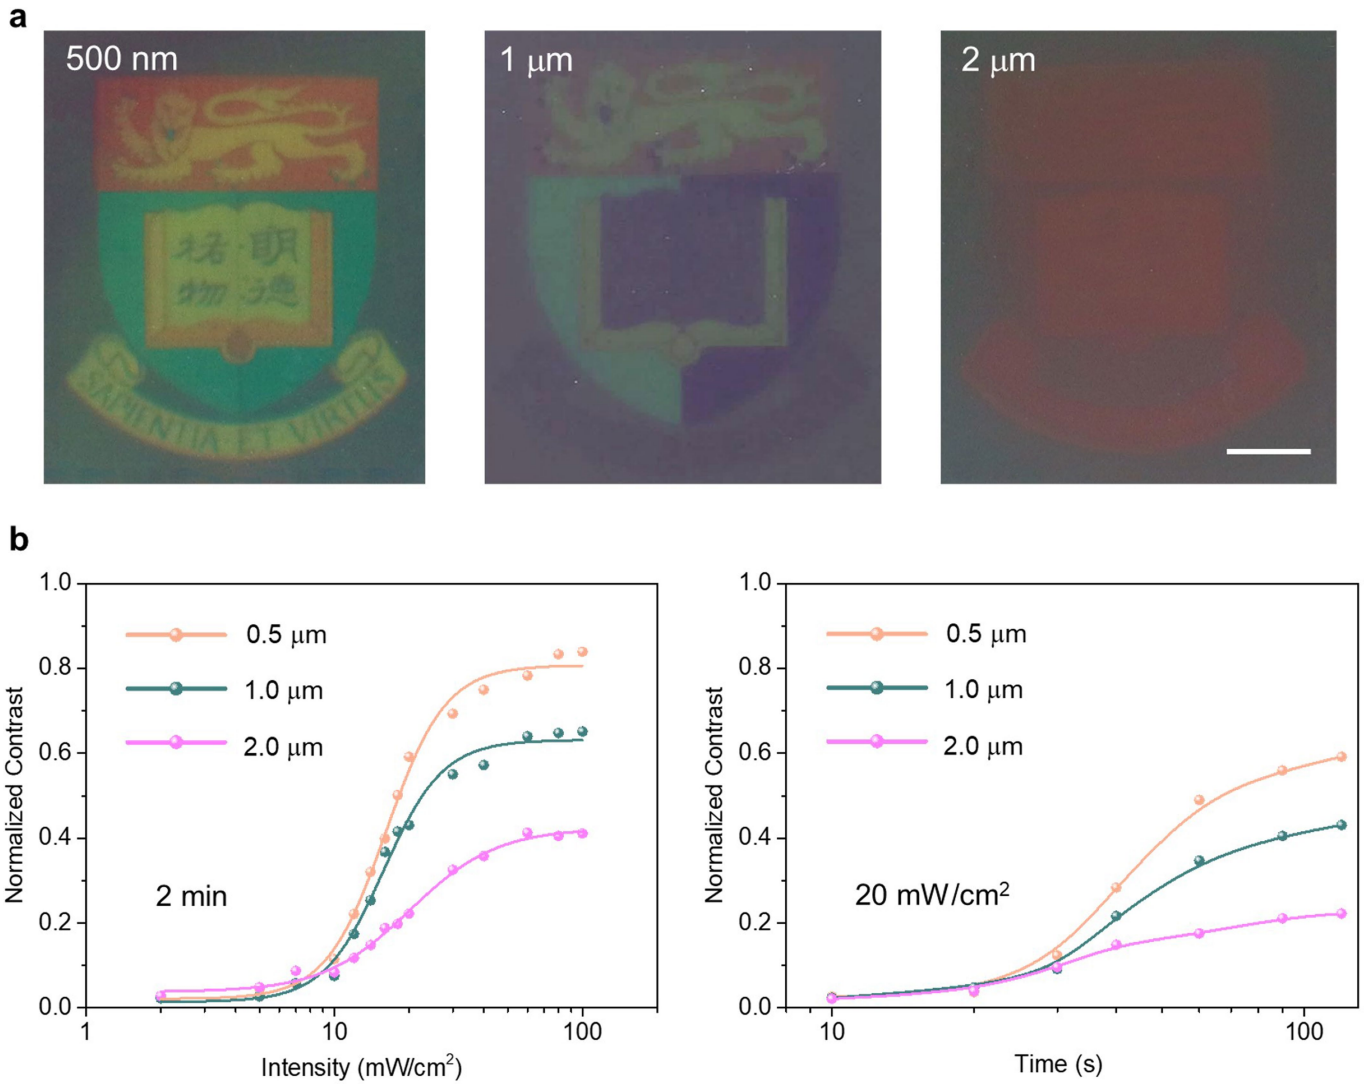 a
500 nm
明德
格物
SAPIENTIA ET VIRTUS
1 μm
2 μm
b
Normalized Contrast
1.0
0.8
0.6
0.4
0.2
0.0
0.5 μm
1.0 μm
2.0 μm
2 min
1 10 100
Intensity (mW/cm²)
Normalized Contrast
1.0
0.8
0.6
0.4
0.2
0.0
0.5 μm
1.0 μm
2.0 μm
20 mW/cm²
10 100
Time (s)